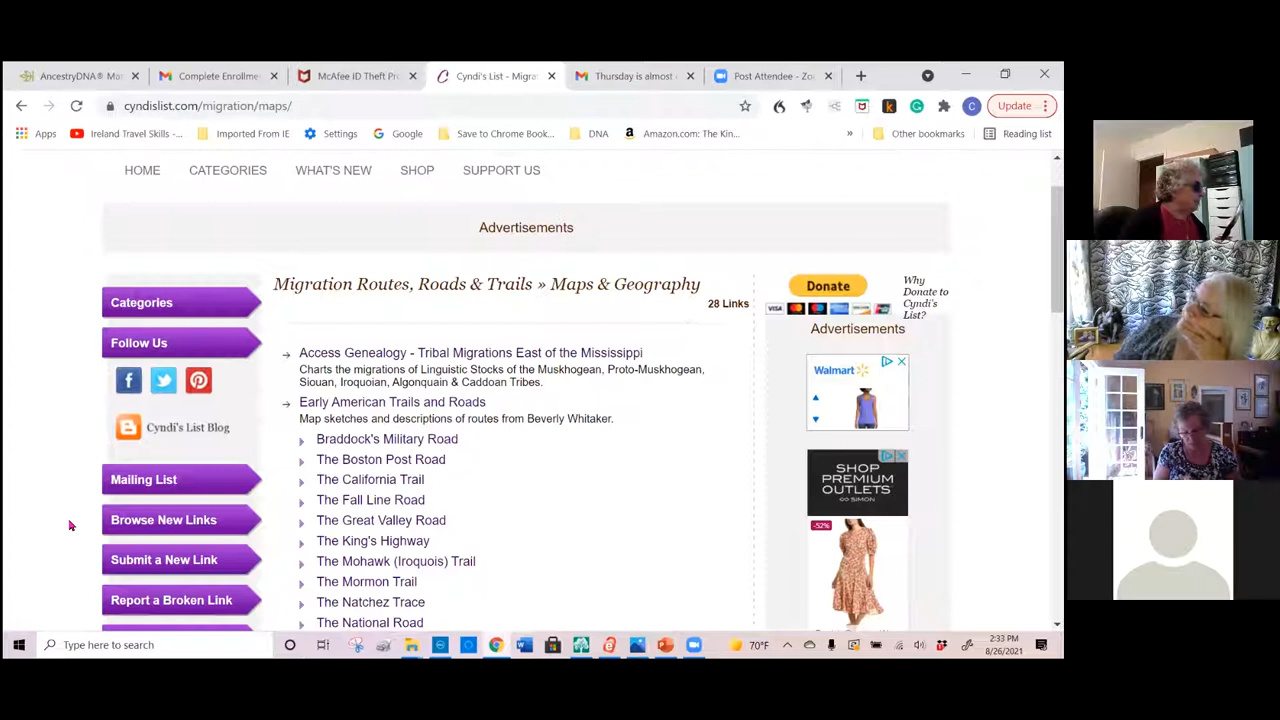 AncestryDNA® Ma
Complete Enrollme
McAfee ID Theft Pr
Cyndi's List - Migra
Thursday is almost
Post Attendee - Zo
cyndislist.com/migration/maps/
Update
Apps
Ireland Travel Skills -...
Imported From IE
Settings
Google
Save to Chrome Book...
DNA
Amazon.com: The Kin...
»
Other bookmarks
Reading list
HOME
CATEGORIES
WHAT'S NEW
SHOP
SUPPORT US
Advertisements
Categories
Follow Us
Cyndi's List Blog
Mailing List
Browse New Links
Submit a New Link
Report a Broken Link
Migration Routes, Roads & Trails » Maps & Geography
28 Links
Access Genealogy - Tribal Migrations East of the Mississippi
Charts the migrations of Linguistic Stocks of the Muskhogean, Proto-Muskhogean,
Siouan, Iroquoian, Algonquain & Caddoan Tribes.
Early American Trails and Roads
Map sketches and descriptions of routes from Beverly Whitaker.
Braddock's Military Road
The Boston Post Road
The California Trail
The Fall Line Road
The Great Valley Road
The King's Highway
The Mohawk (Iroquois) Trail
The Mormon Trail
The Natchez Trace
The National Road
Donate
VISA
Why
Donate to
Cyndi's
List?
Advertisements
Walmart
SHOP
PREMIUM
OUTLETS
SIMON
-52%
Type here to search
70°F
2:33 PM
8/26/2021